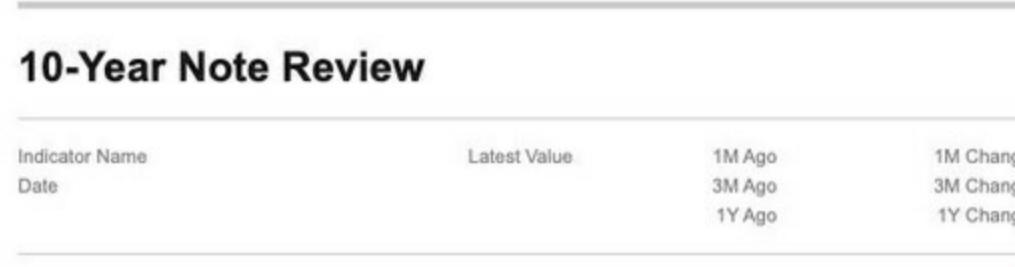 10-Year Note Review
Indicator Name Latest Value 1M Ago 1M Chang
Date 3M Ago 3M Chang
1Y Ago 1Y Chang